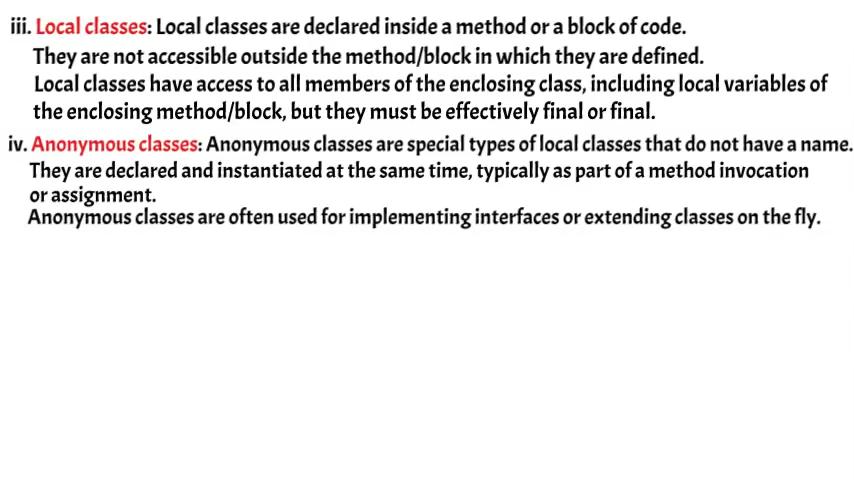 iii. Local classes: Local classes are declared inside a method or a block of code.
They are not accessible outside the method/block in which they are defined.
Local classes have access to all members of the enclosing class, including local variables of
the enclosing method/block, but they must be effectively final or final.
iv. Anonymous classes: Anonymous classes are special types of local classes that do not have a name.
They are declared and instantiated at the same time, typically as part of a method invocation
or assignment.
Anonymous classes are often used for implementing interfaces or extending classes on the fly.